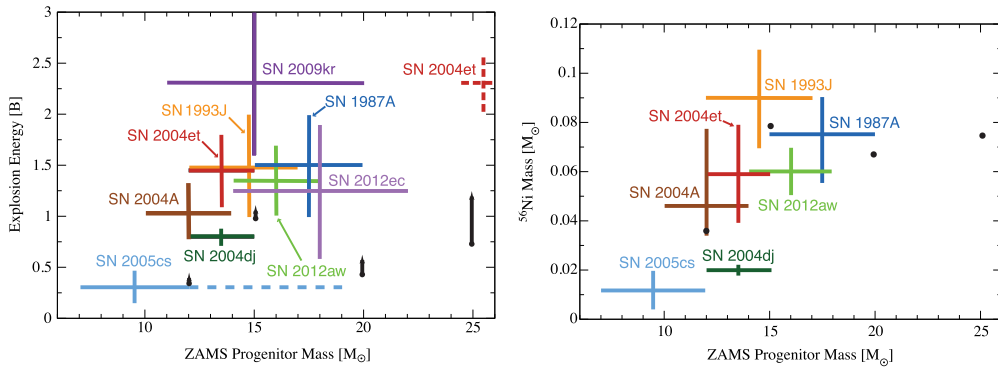 3
2.5
2
1.5
1
0.5
0
10
15
20
25
Explosion Energy [B]
ZAMS Progenitor Mass [M⊙]
SN 2009kr
SN 2004et
SN 1993J
SN 1987A
SN 2004et
SN 2012ec
SN 2004A
SN 2004dj
SN 2005cs
SN 2012aw
0.12
0.1
0.08
0.06
0.04
0.02
0
10
15
20
25
⁵⁶Ni Mass [M⊙]
ZAMS Progenitor Mass [M⊙]
SN 1993J
SN 2004et
SN 1987A
SN 2004A
SN 2012aw
SN 2005cs
SN 2004dj